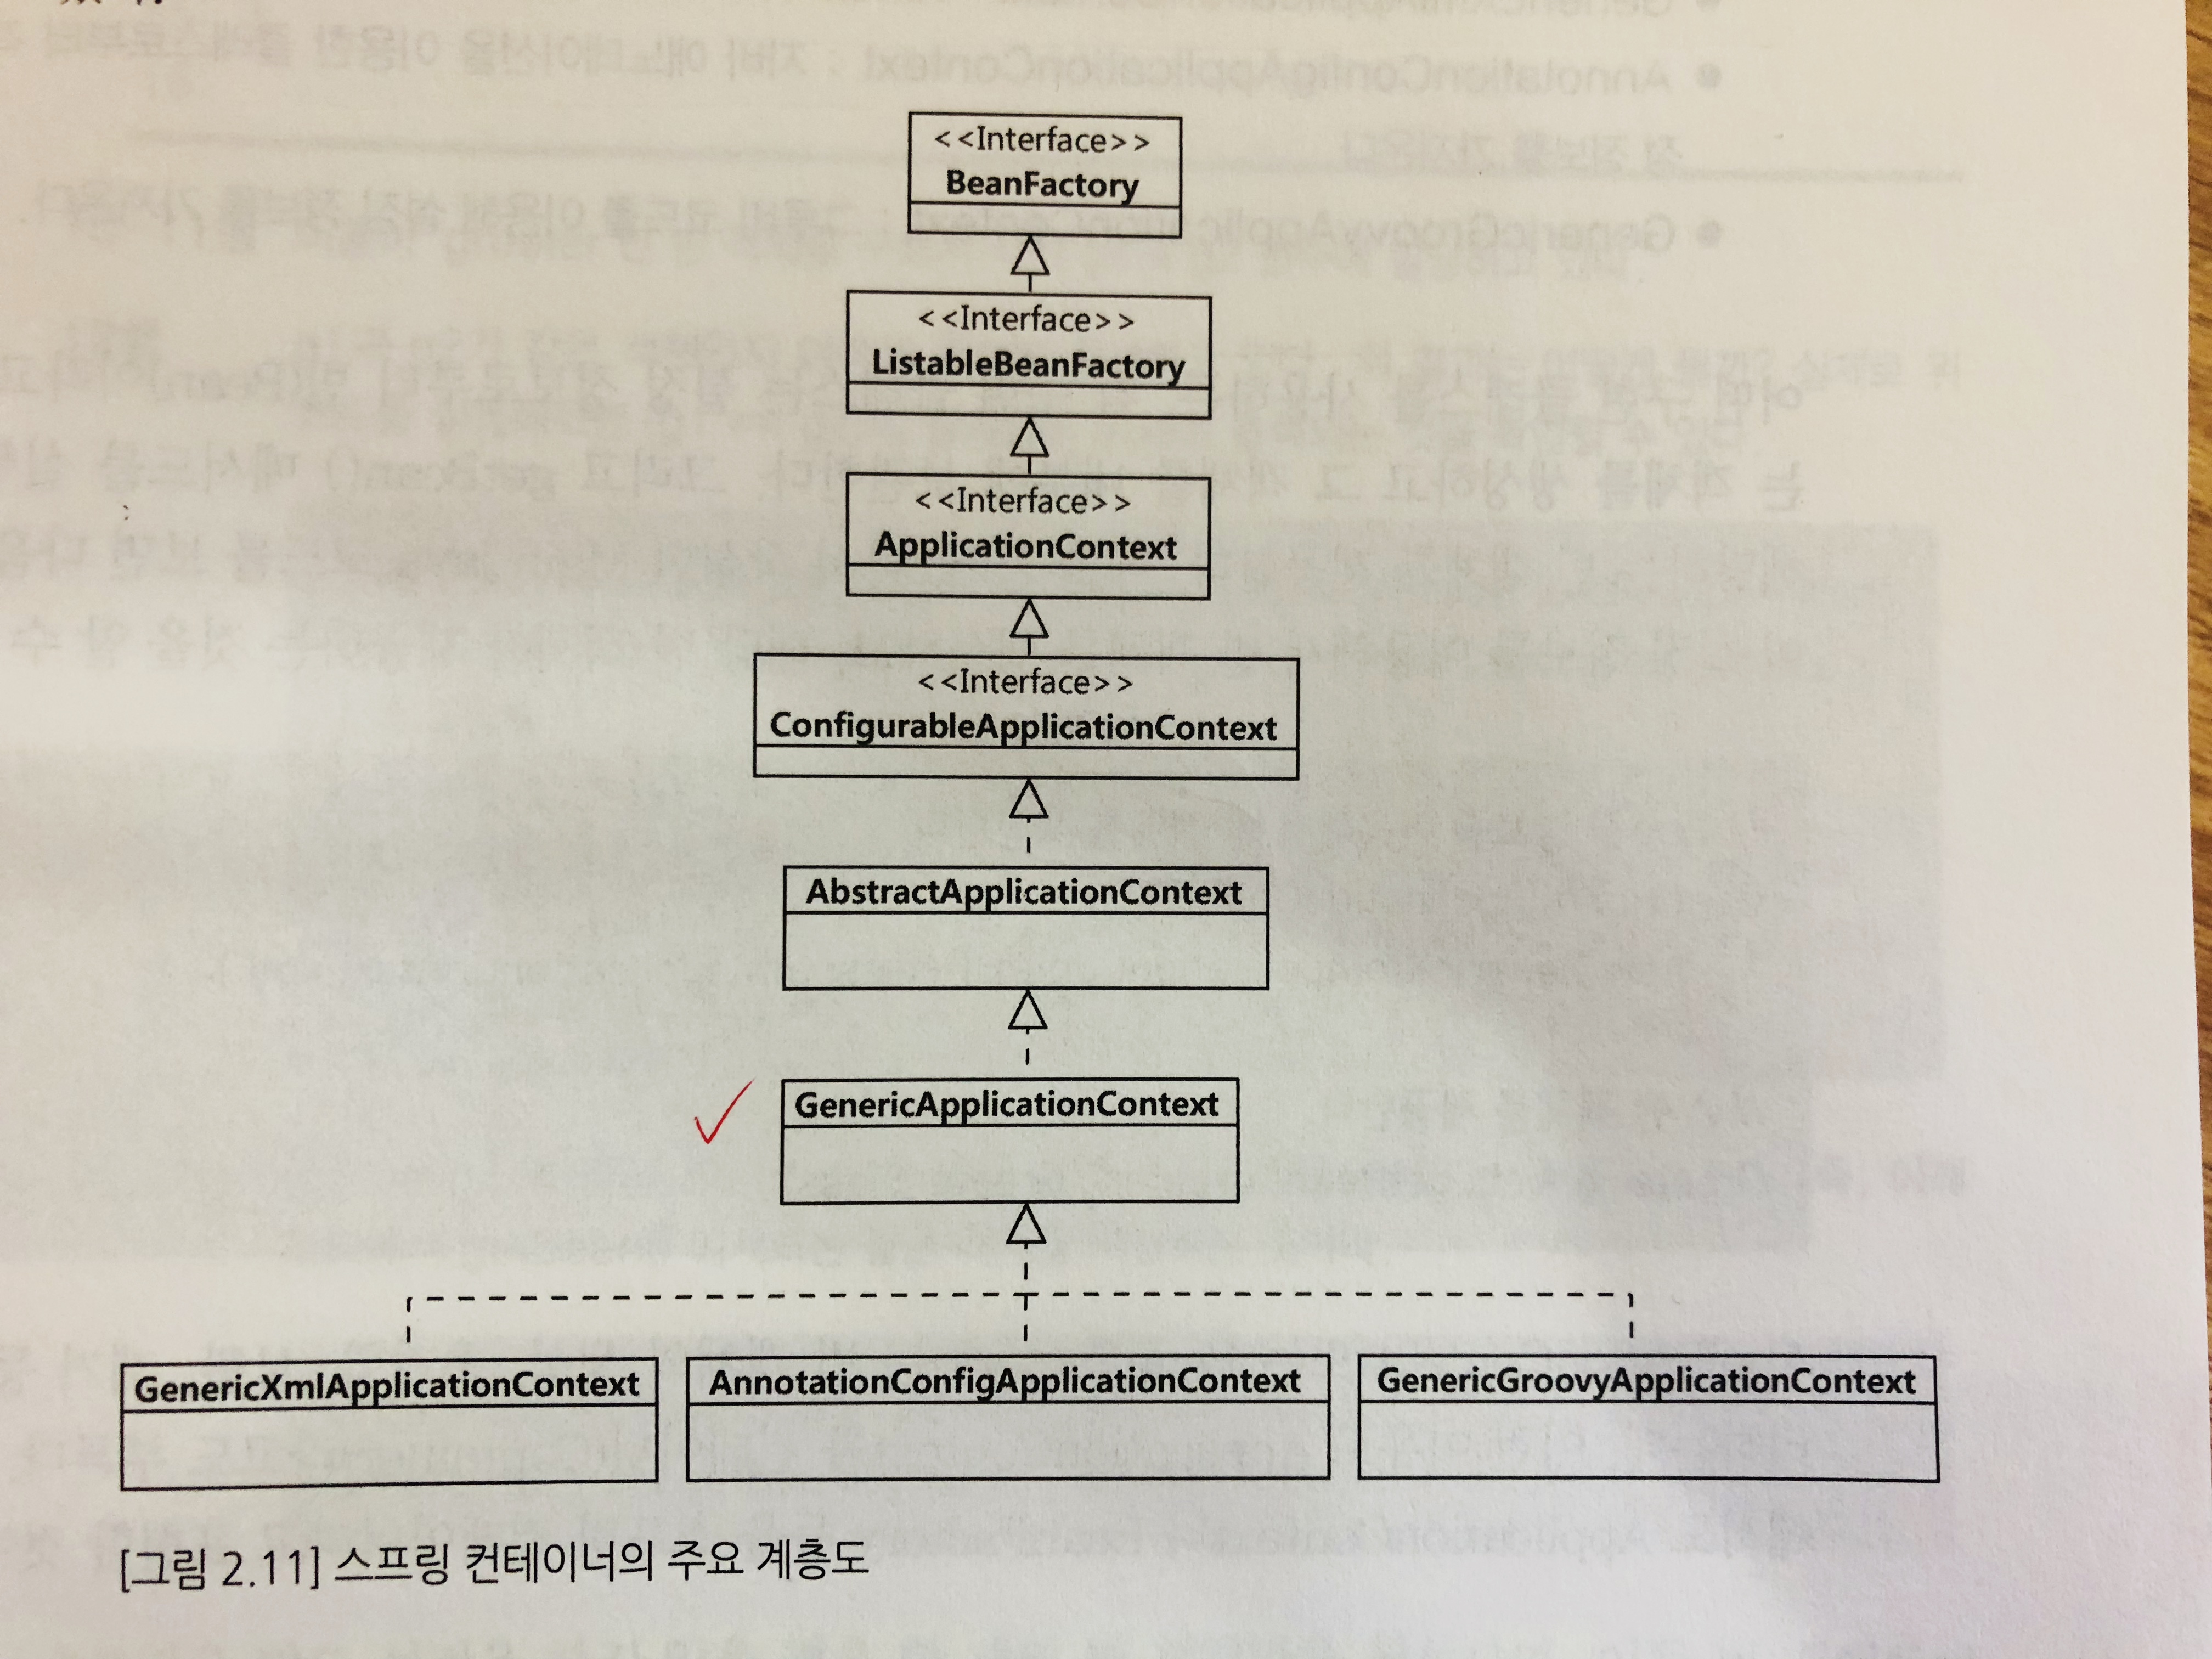 <<Interface>>
BeanFactory
<<Interface>>
ListableBeanFactory
<<Interface>>
ApplicationContext
<<Interface>>
ConfigurableApplicationContext
AbstractApplicationContext
GenericApplicationContext
GenericXmlApplicationContext
AnnotationConfigApplicationContext
GenericGroovyApplicationContext
[그림 2.11] 스프링 컨테이너의 주요 계층도